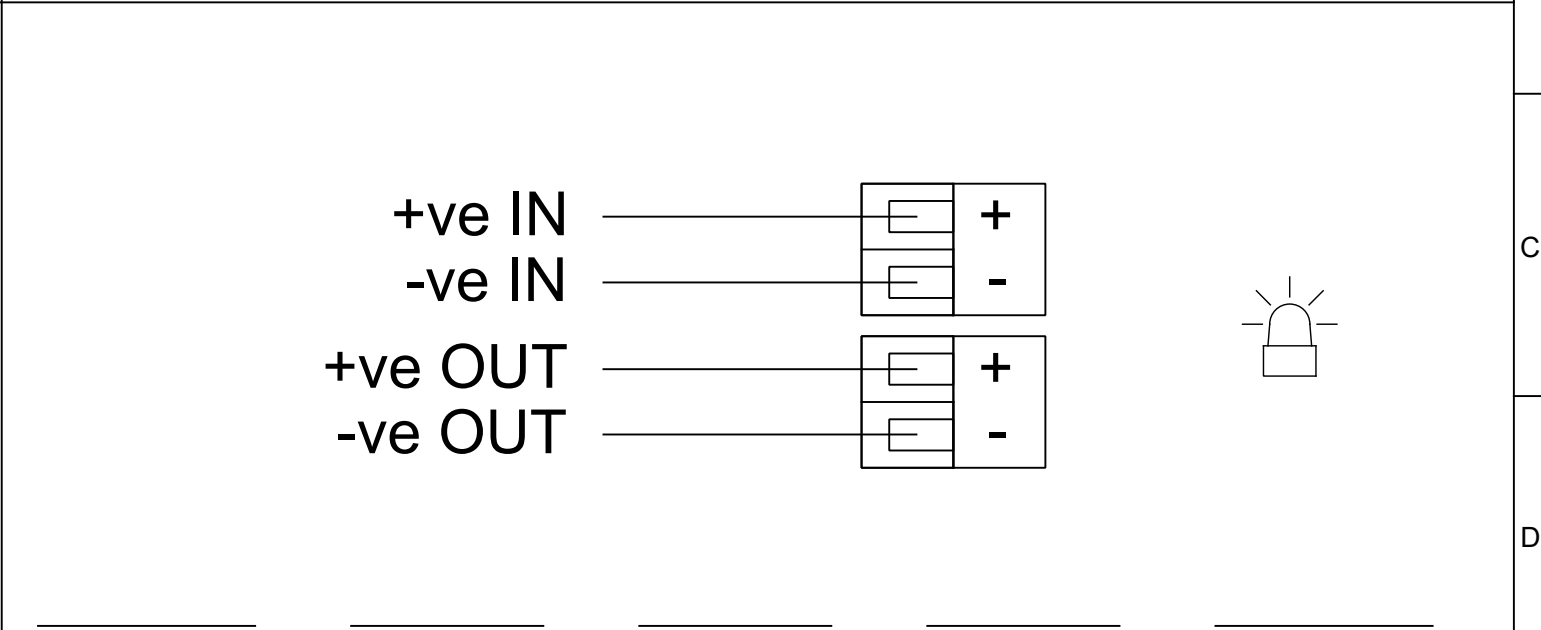 +ve IN +
-ve IN -
C
+ve OUT +
-ve OUT -
D